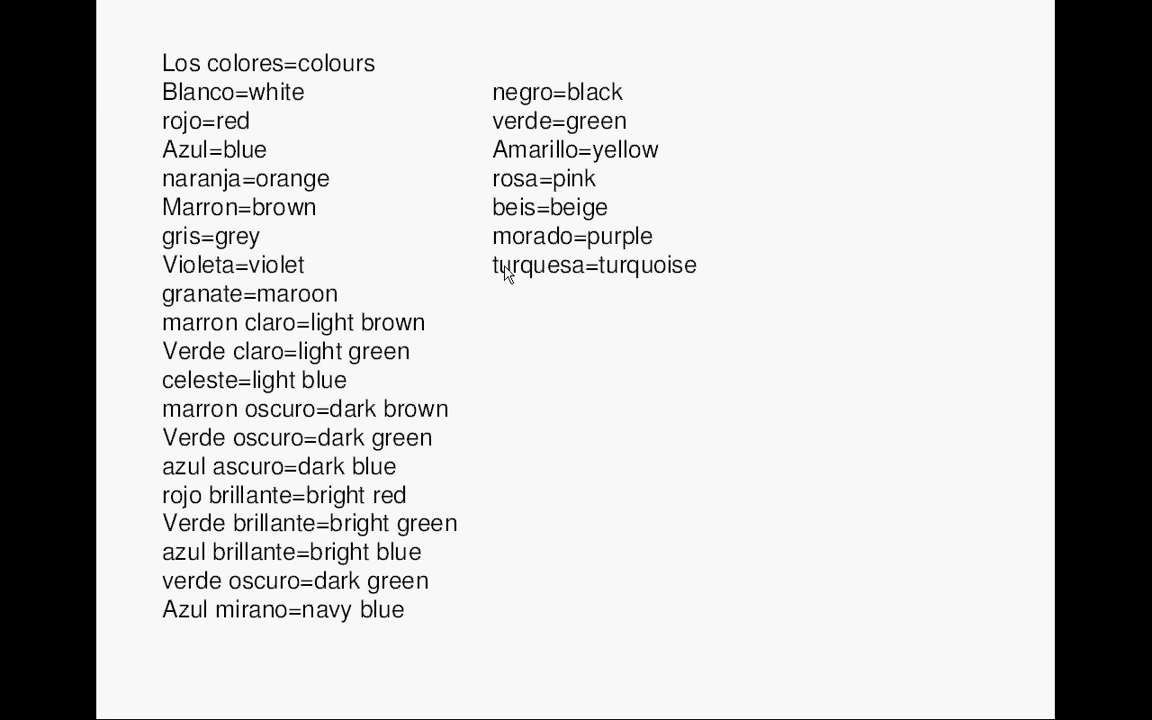 Los colores=colours
Blanco=white
rojo=red
Azul=blue
naranja=orange
Marron=brown
gris=grey
Violeta=violet
granate=maroon
marron claro=light brown
Verde claro=light green
celeste=light blue
marron oscuro=dark brown
Verde oscuro=dark green
azul ascuro=dark blue
rojo brillante=bright red
Verde brillante=bright green
azul brillante=bright blue
verde oscuro=dark green
Azul mirano=navy blue
negro=black
verde=green
Amarillo=yellow
rosa=pink
beis=beige
morado=purple
turquesa=turquoise